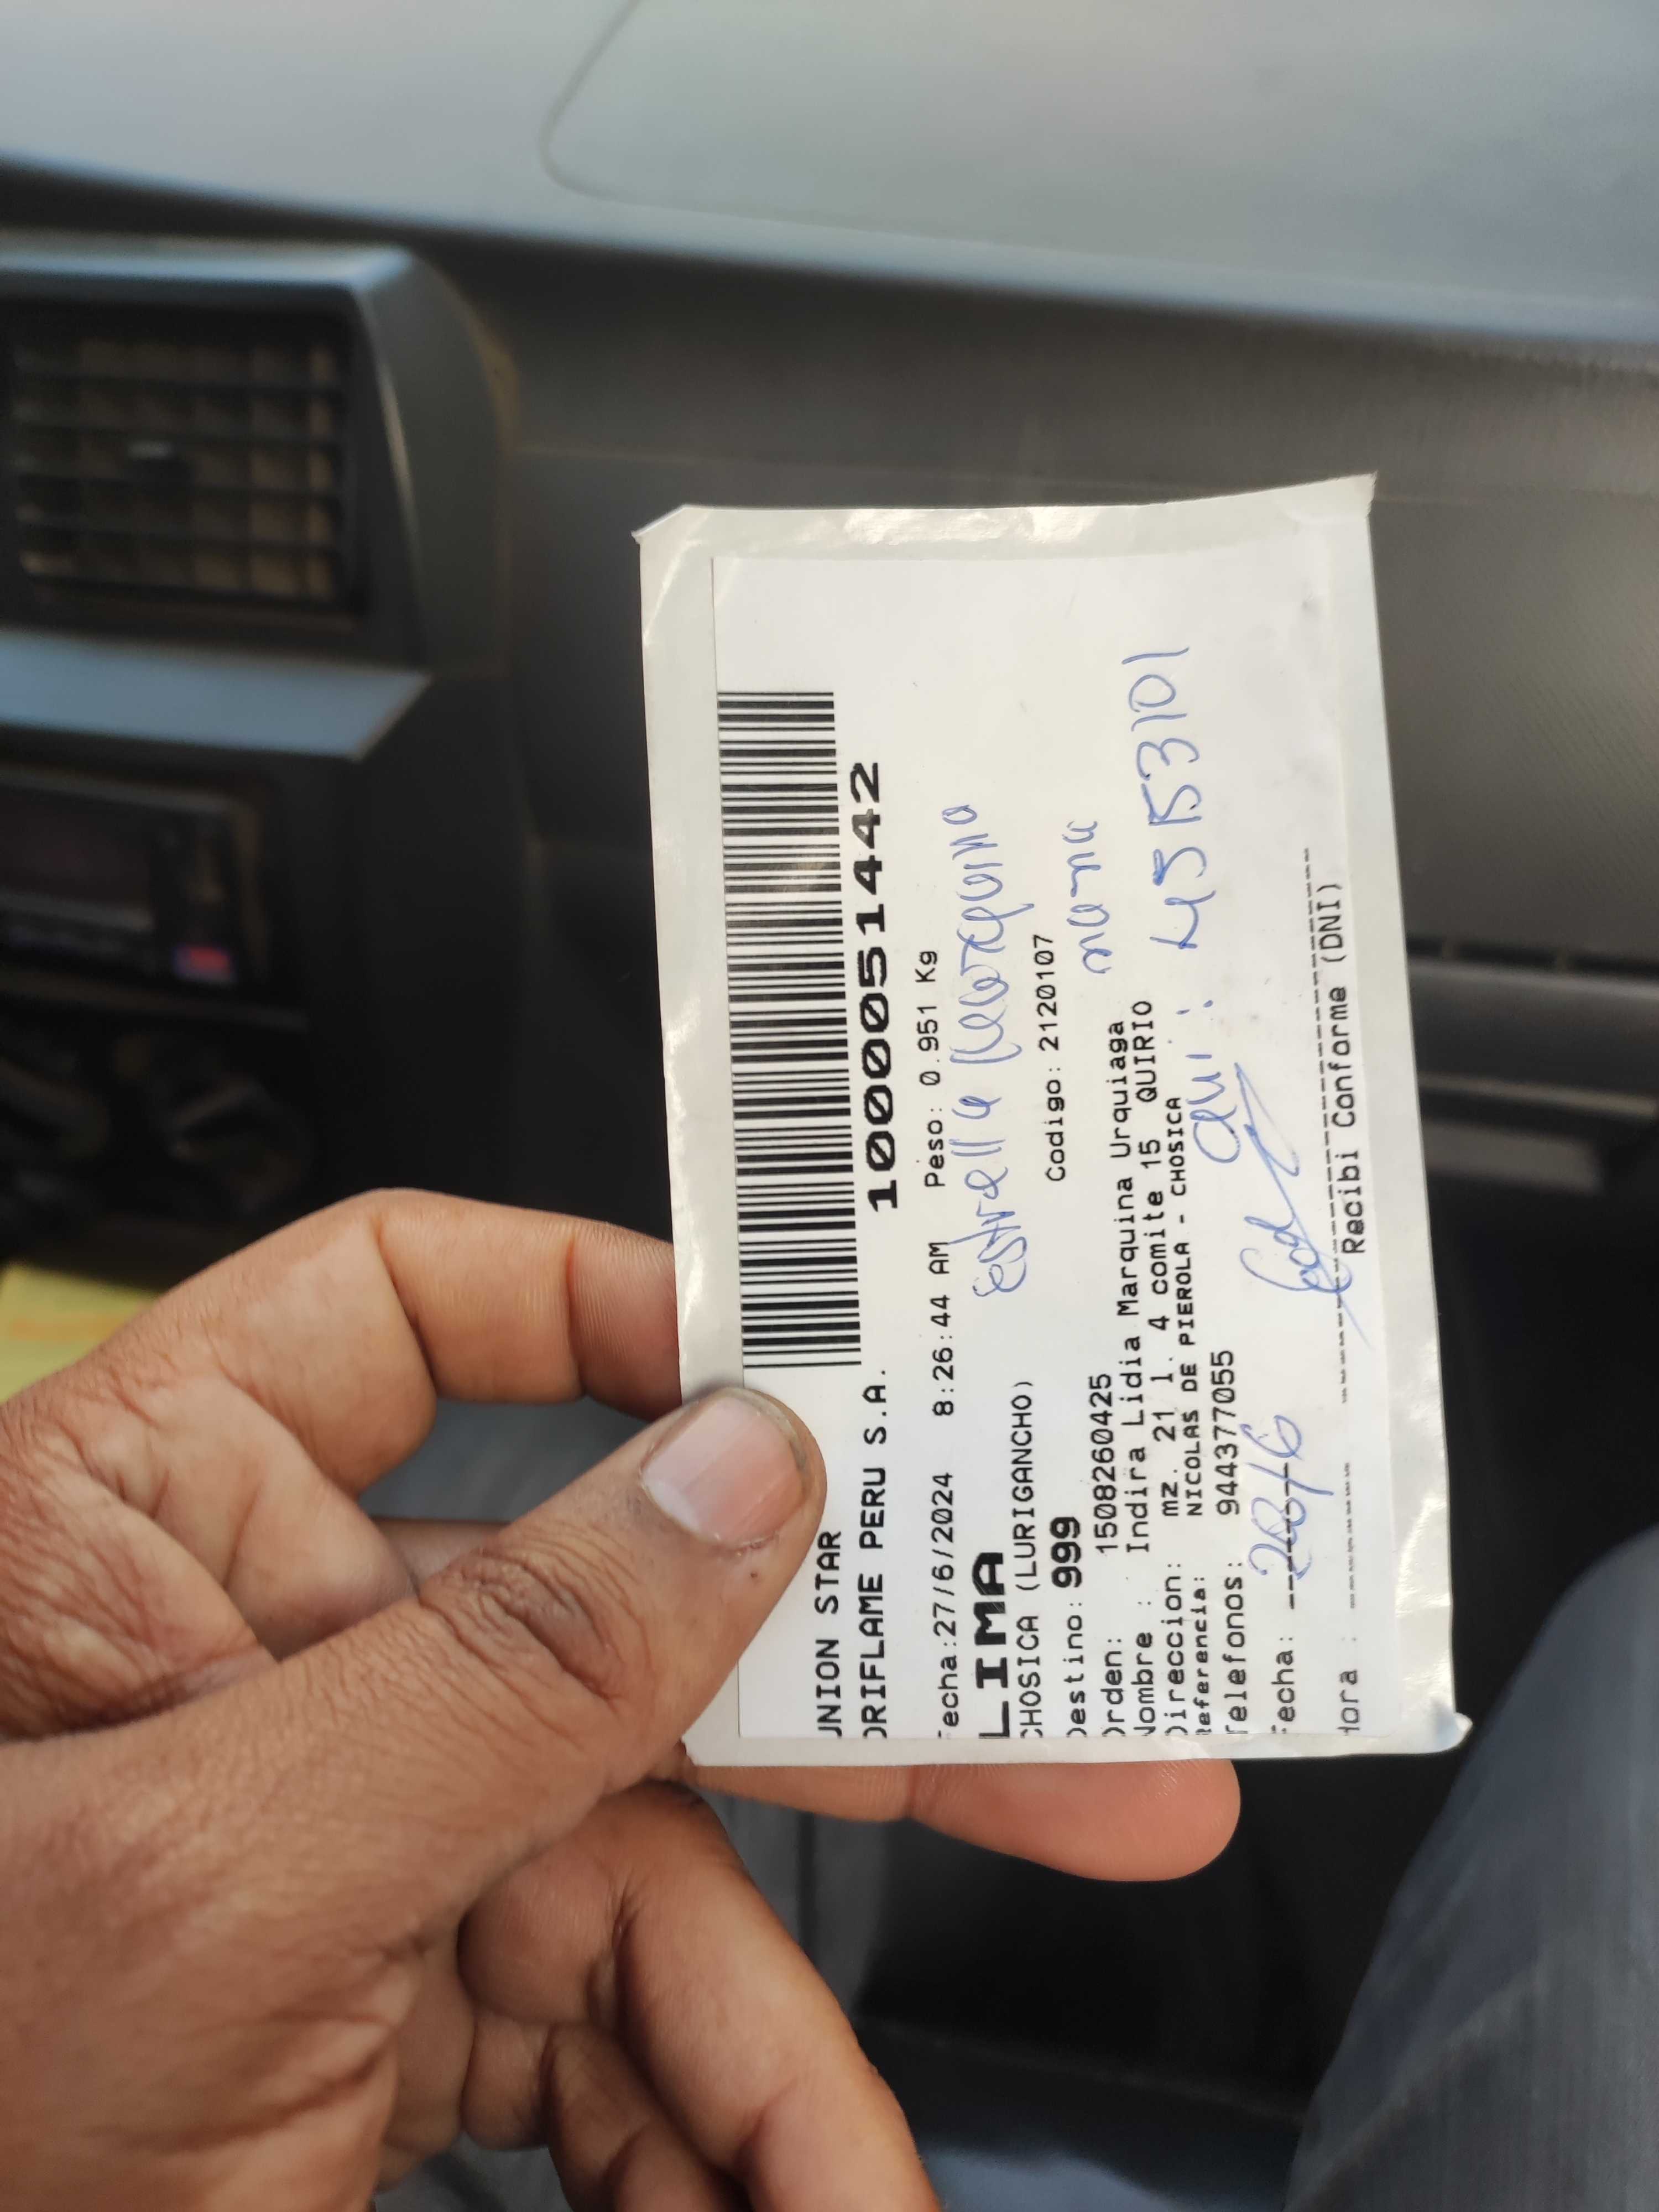 UNION STAR
ORIFLAME PERU S.A. 1000051442
Fecha:27/6/2024 8:26:44 AM Peso: 0.951 Kg
LIMA
Estrella Marquina
CHOSICA (LURIGANCHO)
Destino: 999 Codigo: 2120107
mama
Orden: 1508260425
Nombre : Indira Lidia Marquina Urquiaga
Direccion: mz. 21 l. 4 comite 15 QUIRIO
Referencia: NICOLAS DE PIEROLA - CHOSICA
Telefonos: 944377055
Fecha: 28/6
Hora :
Recibi Conforme (DNI)